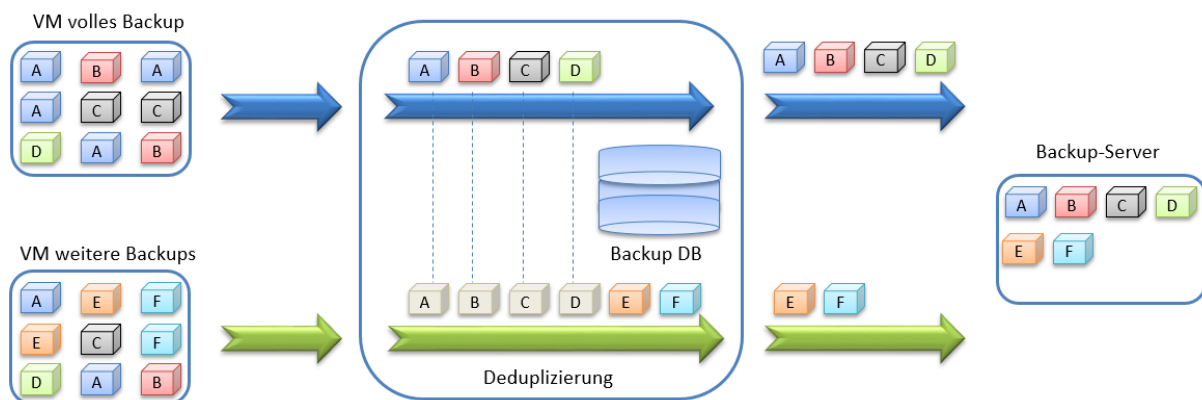 VM volles Backup
A B A
A C C
D A B
A B C D
A B C D
Backup DB
Backup-Server
A B C D
E F
VM weitere Backups
A E F
E C F
D A B
A B C D E F
Deduplizierung
E F